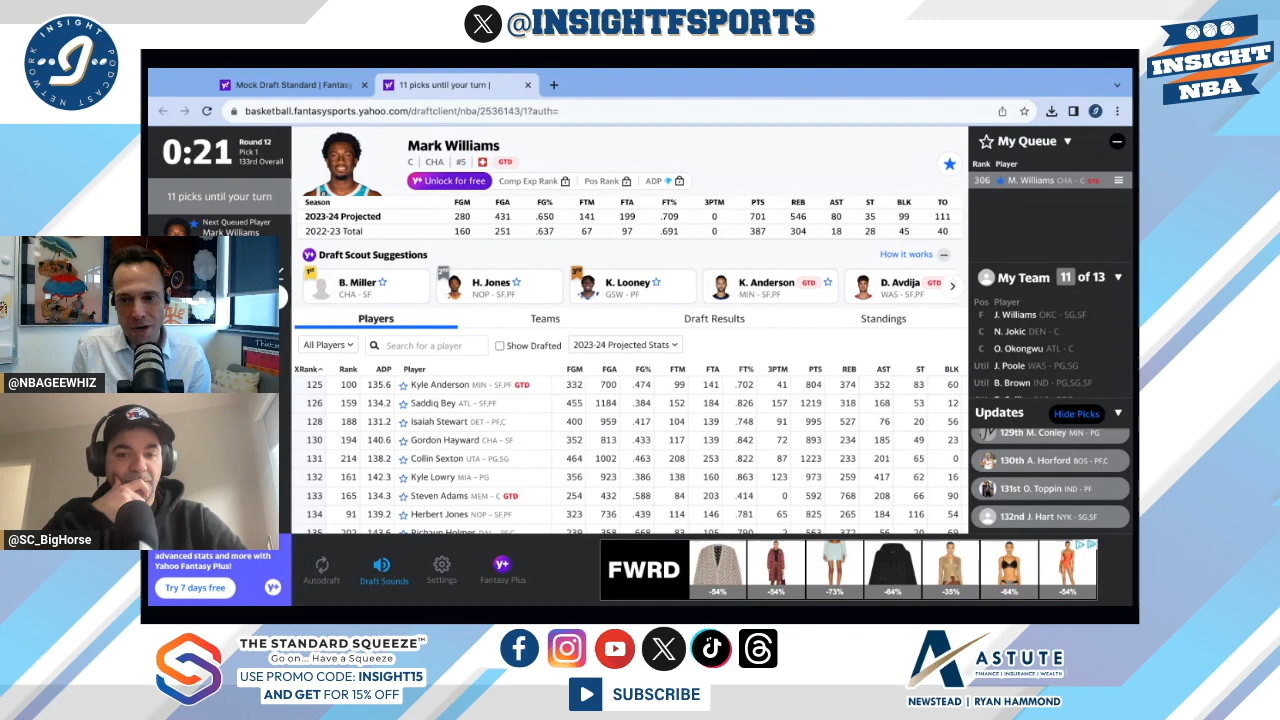 INSIGHT
PODCAST NETWORK
@INSIGHTFSPORTS
INSIGHT
NBA
Mock Draft Standard | Fantasy
11 picks until your turn |
basketball.fantasysports.yahoo.com/draftclient/nba/2536143/1?auth=
0:21
Round 12
Pick 1
133rd Overall
11 picks until your turn
Next Queued Player
Mark Williams
Mark Williams
C | CHA | #5 GTD
Y+ Unlock for free Comp Exp Rank Pos Rank ADP
Season FGM FGA FG% FTM FTA FT% 3PTM PTS REB AST ST BLK TO
2023-24 Projected 280 431 .650 141 199 .709 0 701 546 80 35 99 111
2022-23 Total 160 251 .637 67 97 .691 0 387 304 18 28 45 40
Y+ Draft Scout Suggestions How it works
1st B. Miller CHA - SF
2nd H. Jones NOP - SF,PF
3rd K. Looney GSW - PF
K. Anderson GTD MIN - SF,PF
D. Avdija GTD WAS - SF,PF
Players Teams Draft Results Standings
All Players Search for a player Show Drafted 2023-24 Projected Stats
XRank Rank ADP Player FGM FGA FG% FTM FTA FT% 3PTM PTS REB AST ST BLK
125 100 135.6 Kyle Anderson MIN - SF,PF GTD 332 700 .474 99 141 .702 41 804 374 352 83 60
126 159 134.2 Saddiq Bey ATL - SF,PF 455 1184 .384 152 184 .826 157 1219 318 168 53 12
128 188 131.2 Isaiah Stewart DET - PF,C 400 959 .417 104 139 .748 91 995 527 76 20 56
130 194 140.6 Gordon Hayward CHA - SF 352 813 .433 117 139 .842 72 893 234 185 49 23
131 214 138.2 Collin Sexton UTA - PG,SG 464 1002 .463 208 253 .822 87 1223 233 201 65 0
132 161 142.3 Kyle Lowry MIA - PG 356 923 .386 138 160 .863 123 973 259 417 62 16
133 165 134.3 Steven Adams MEM - C GTD 254 432 .588 84 203 .414 0 592 768 208 66 90
134 91 139.2 Herbert Jones NOP - SF,PF 323 736 .439 114 146 .781 65 825 265 184 116 54
My Queue
Rank Player
306 M. Williams CHA - C GTD
My Team 11 of 13
Pos Player
F J. Williams OKC - SG,SF
C N. Jokic DEN - C
C O. Okongwu ATL - C
Util J. Poole WAS - PG,SG
Util B. Brown IND - PG,SG,SF
Updates Hide Picks
129th M. Conley MIN - PG
130th A. Horford BOS - PF,C
131st O. Toppin IND - PF
132nd J. Hart NYK - SG,SF
@NBAGEEWHIZ
@SC_BigHorse
advanced stats and more with
Yahoo Fantasy Plus!
Try 7 days free Y+
Autodraft Draft Sounds Settings Fantasy Plus
FWRD
-54% -54% -73% -64% -35% -64% -54%
THE STANDARD SQUEEZE™
Go on... Have a Squeeze
USE PROMO CODE: INSIGHT15
AND GET FOR 15% OFF
SUBSCRIBE
ASTUTE
FINANCE | INSURANCE | WEALTH
NEWSTEAD | RYAN HAMMOND